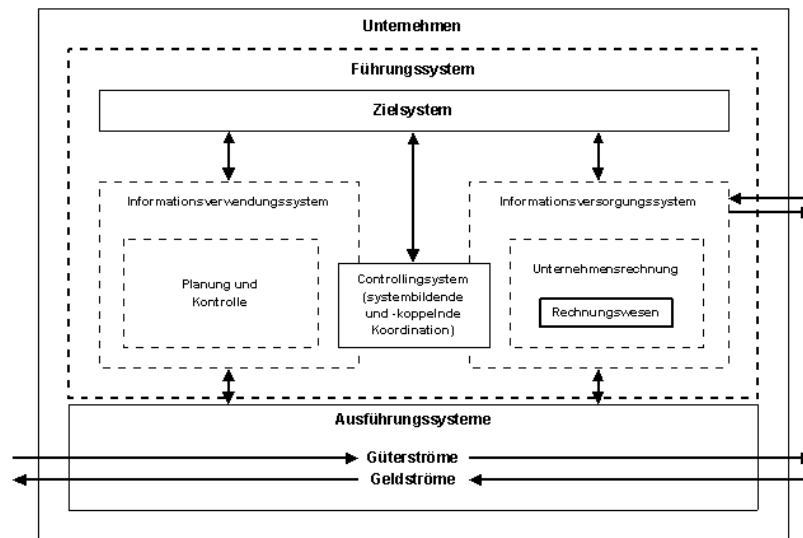 Unternehmen
Führungssystem
Zielsystem
Informationsverwendungssystem
Informationsversorgungssystem
Planung und
Kontrolle
Controllingsystem
(systembildende
und -koppelnde
Koordination)
Unternehmensrechnung
Rechnungswesen
Ausführungssysteme
Güterströme
Geldströme